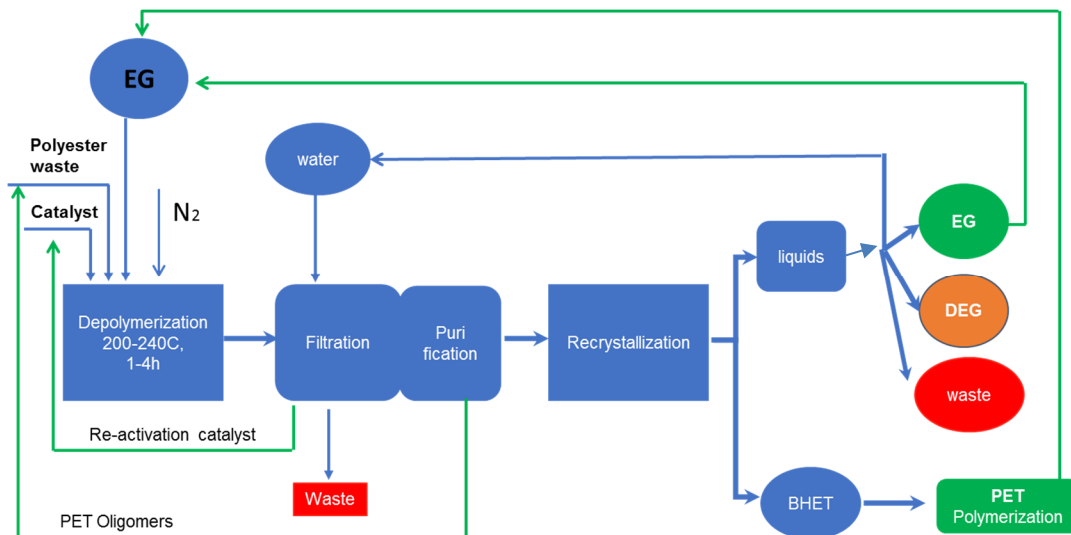 EG
Polyester
waste
water
Catalyst
N2
EG
liquids
DEG
Depolymerization
200-240C,
1-4h
Filtration
Puri
fication
Recrystallization
waste
Re-activation catalyst
Waste
BHET
PET
Polymerization
PET Oligomers